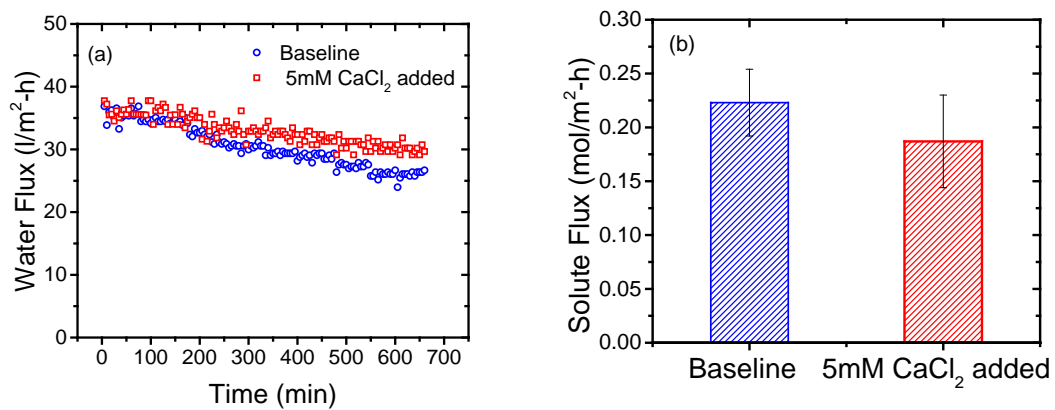 (a)
Baseline
5mM CaCl₂ added
Water Flux (l/m²-h)
50
40
30
20
10
0
0 100 200 300 400 500 600 700
Time (min)
(b)
Solute Flux (mol/m²-h)
0.30
0.25
0.20
0.15
0.10
0.05
0.00
Baseline 5mM CaCl₂ added